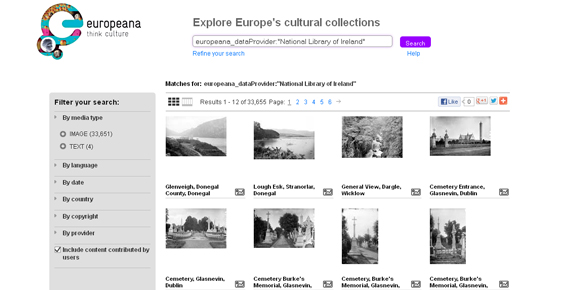 europeana
think culture
Explore Europe's cultural collections
europeana_dataProvider:"National Library of Ireland"
Search
Refine your search
Help
Matches for: europeana_dataProvider:"National Library of Ireland"
Filter your search:
By media type
IMAGE (33,651)
TEXT (4)
By language
By date
By country
By copyright
By provider
Include content contributed by
users
Results 1 - 12 of 33,655 Page: 1 2 3 4 5 6 →
Like 0
Glenveigh, Donegal
County, Donegal
Lough Esk, Stranorlar,
Donegal
General View, Dargle,
Wicklow
Cemetery Entrance,
Glasnevin, Dublin
Cemetery, Glasnevin,
Dublin
Cemetery Burke's
Memorial, Glasnevin,
Cemetery, Burke's
Memorial, Glasnevin,
Cemetery, Burke's
Memorial, Glasnevin,